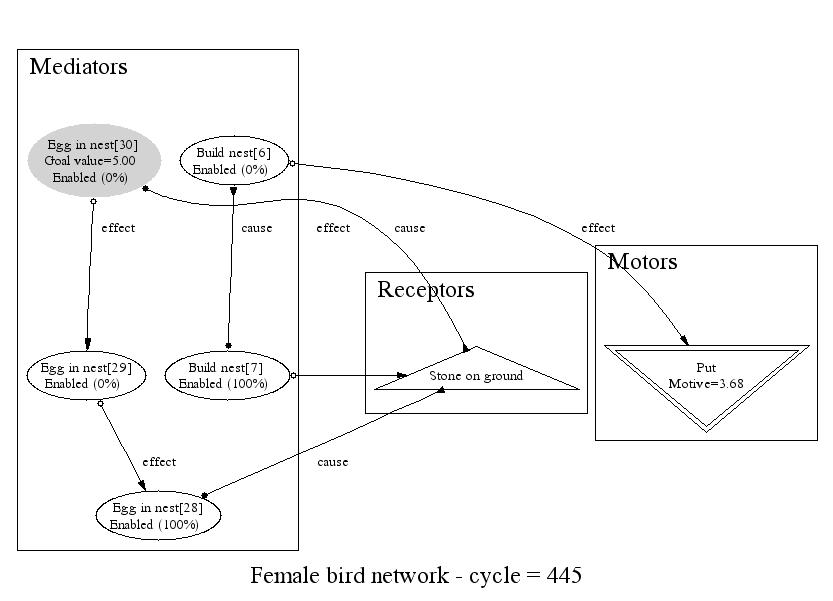 Mediators
Egg in nest[30]
Goal value=5.00
Enabled (0%)
Build nest[6]
Enabled (0%)
effect
cause
effect
cause
effect
Motors
Receptors
Egg in nest[29]
Enabled (0%)
Build nest[7]
Enabled (100%)
Stone on ground
Put
Motive=3.68
effect
cause
Egg in nest[28]
Enabled (100%)
Female bird network - cycle = 445